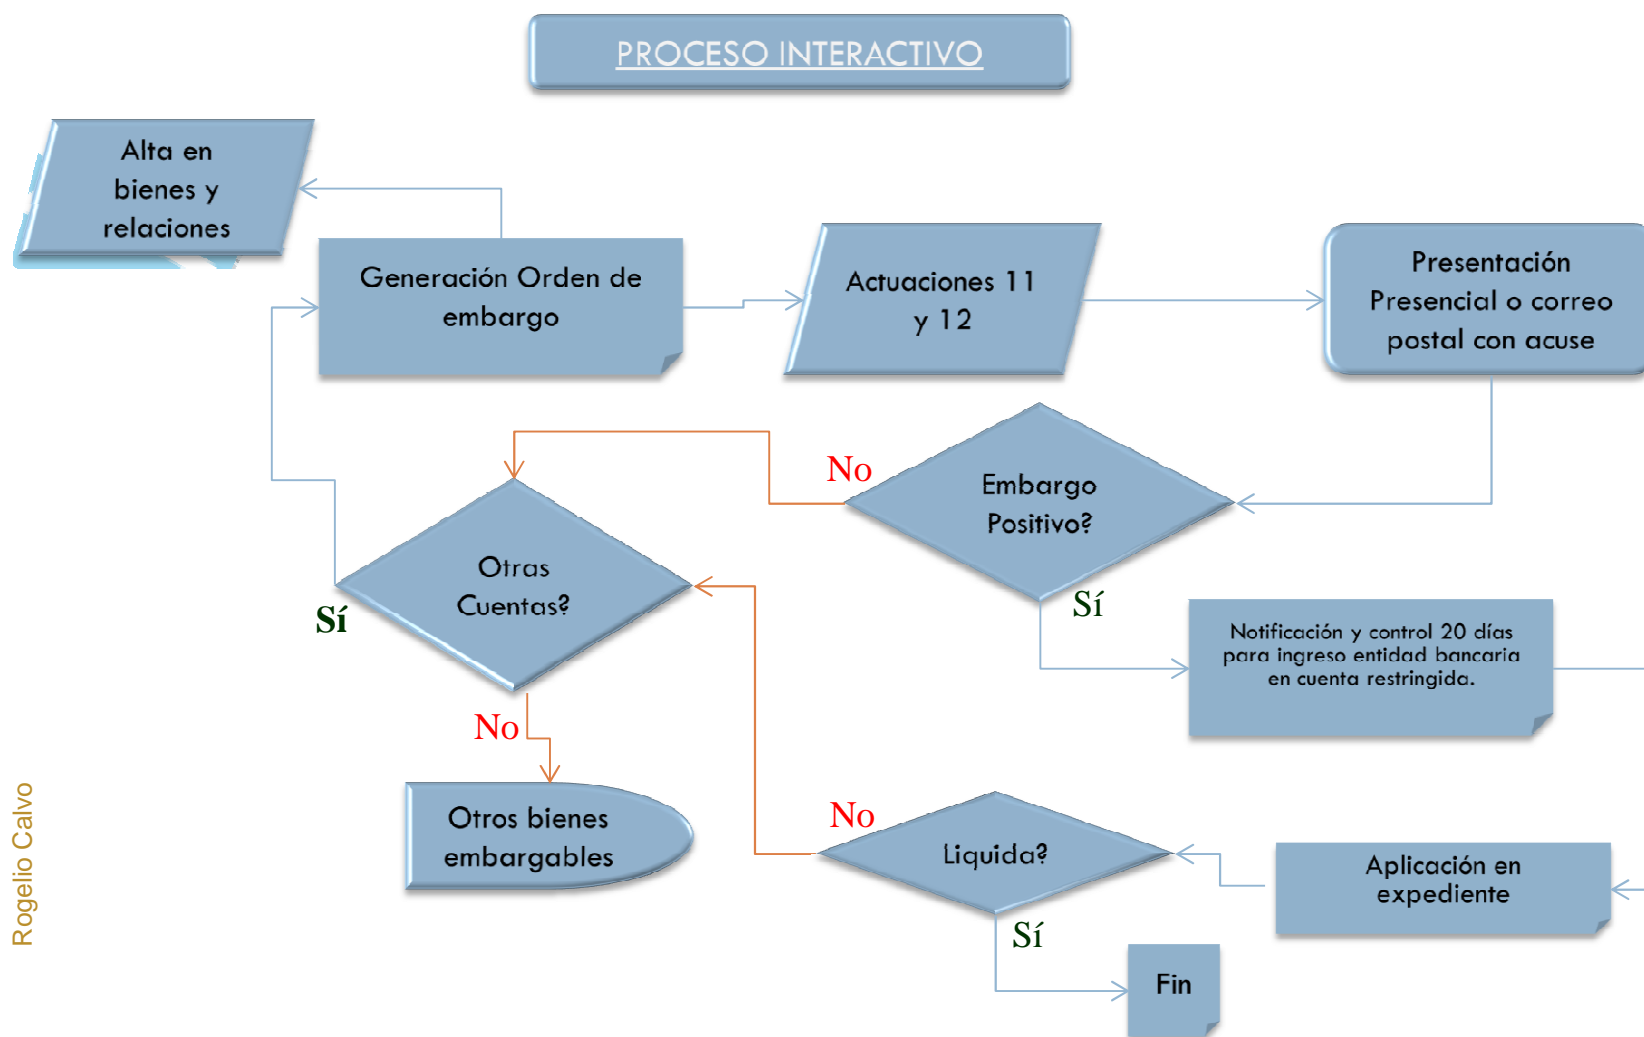 PROCESO INTERACTIVO
Alta en
bienes y
relaciones
Generación Orden de
embargo
Actuaciones 11
y 12
Presentación
Presencial o correo
postal con acuse
No
Embargo
Positivo?
Sí
Otras
Cuentas?
Sí
No
Notificación y control 20 días
para ingreso entidad bancaria
en cuenta restringida.
Otros bienes
embargables
No
Liquida?
Sí
Aplicación en
expediente
Fin
Rogelio Calvo